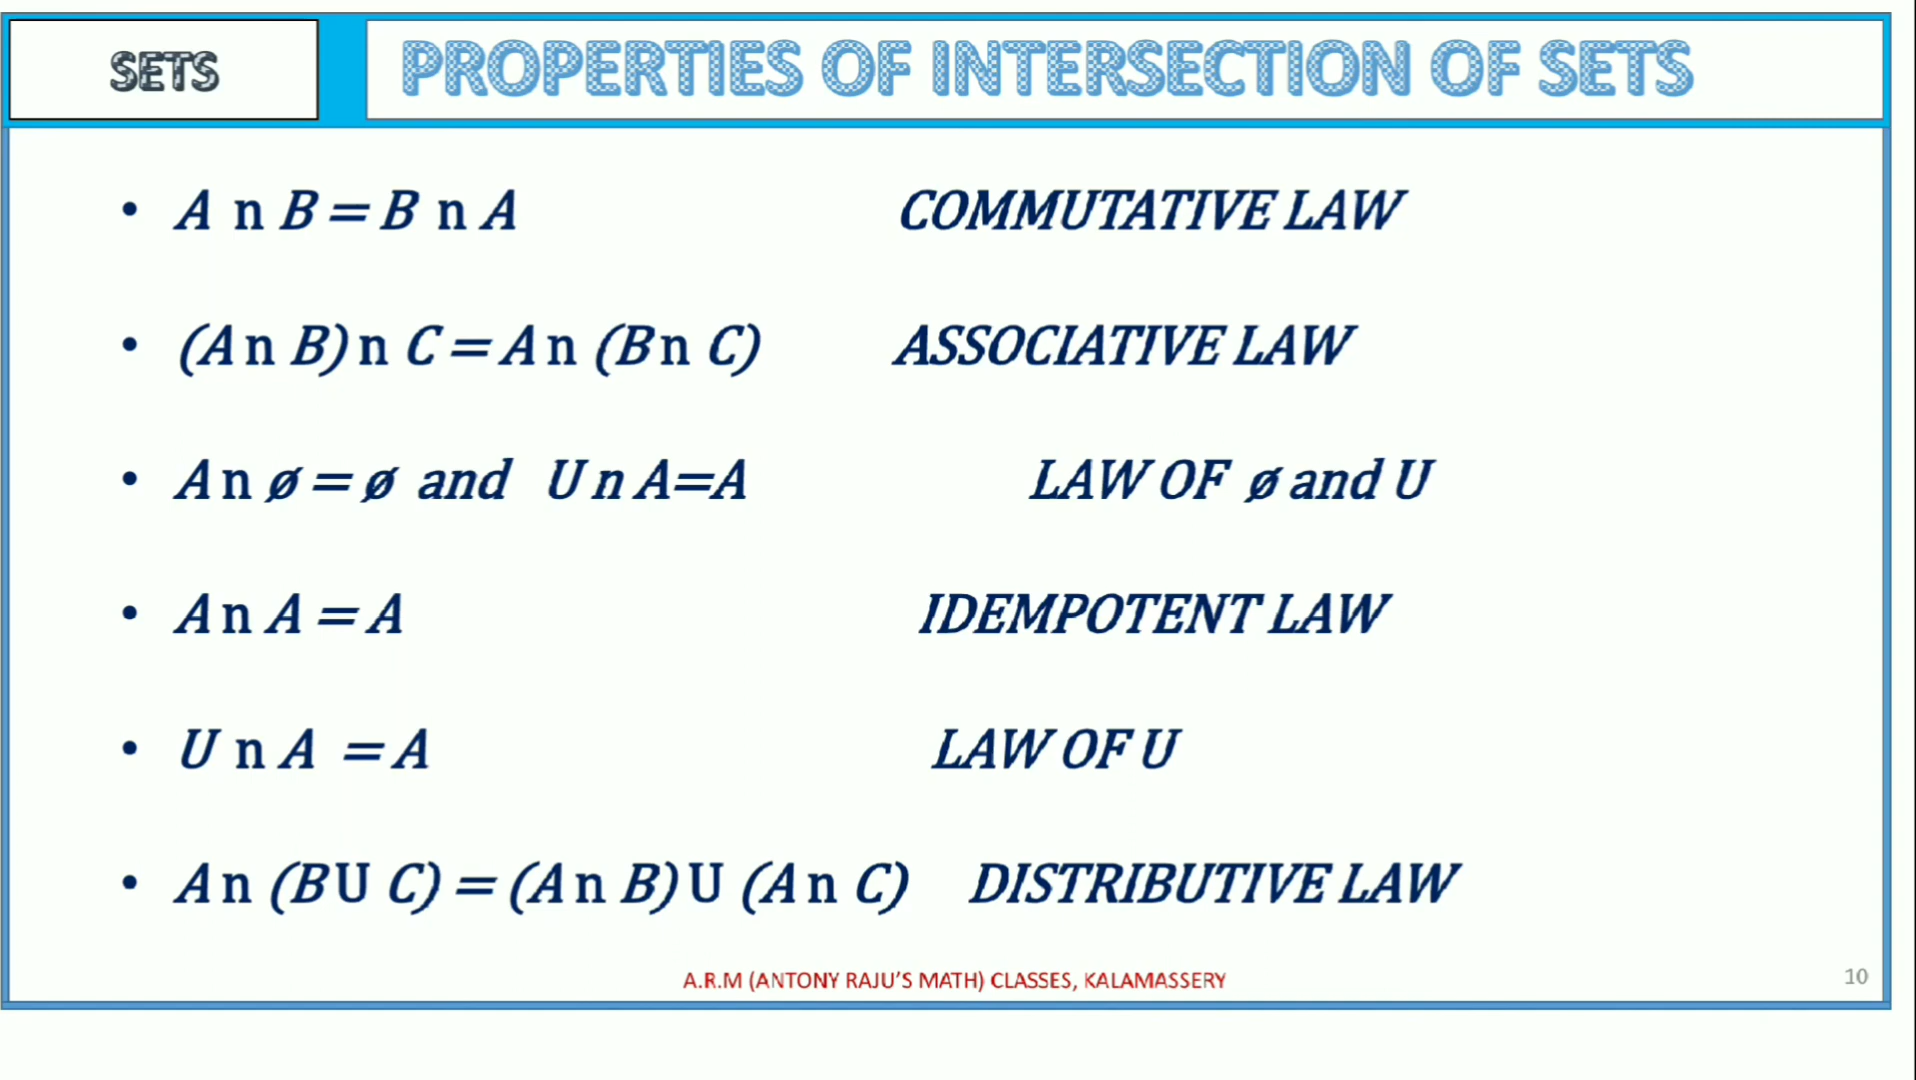 SETS
PROPERTIES OF INTERSECTION OF SETS
• A n B = B n A COMMUTATIVE LAW
• (A n B) n C = A n (B n C) ASSOCIATIVE LAW
• A n ø = ø and U n A=A LAW OF ø and U
• A n A = A IDEMPOTENT LAW
• U n A = A LAW OF U
• A n (B U C) = (A n B) U (A n C) DISTRIBUTIVE LAW
A.R.M (ANTONY RAJU'S MATH) CLASSES, KALAMASSERY
10